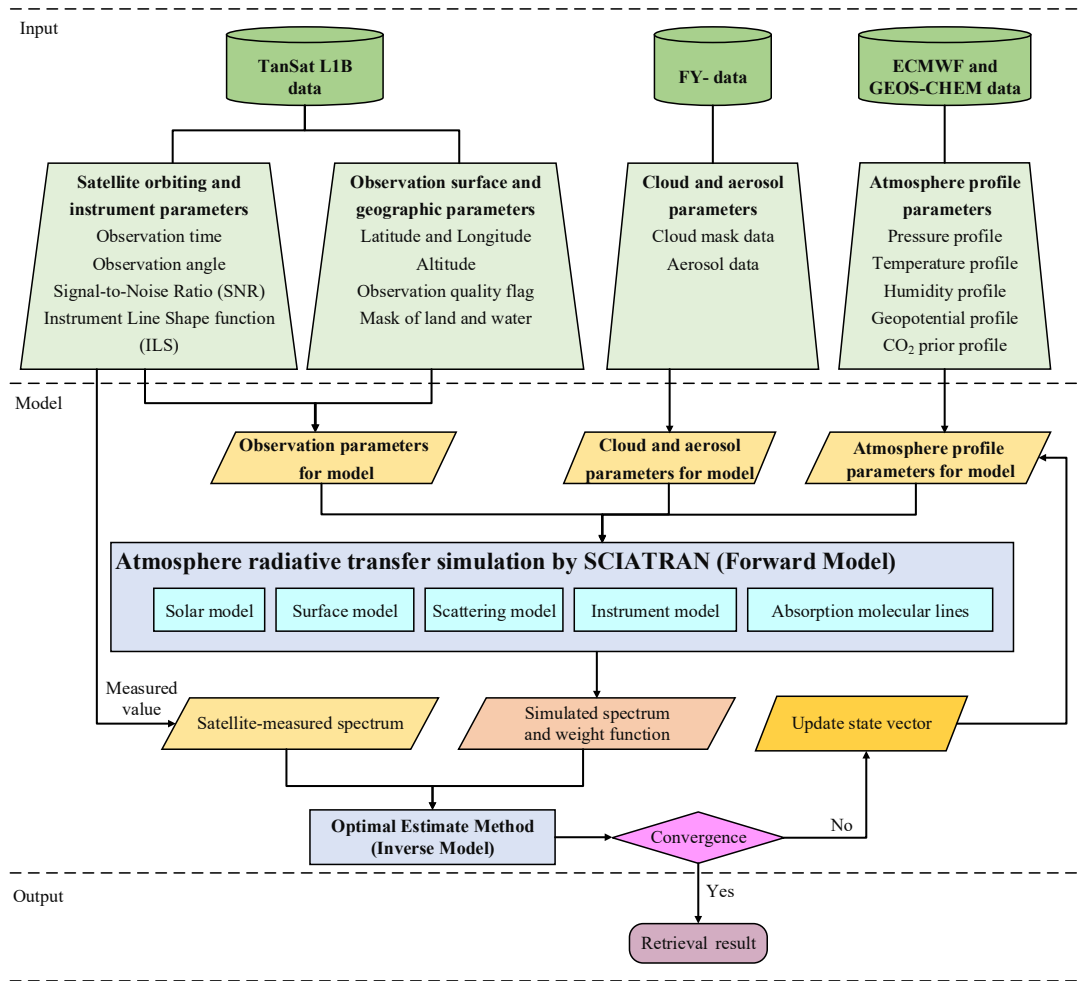 Input
TanSat L1B
data
FY- data
ECMWF and
GEOS-CHEM data
Satellite orbiting and
instrument parameters
Observation time
Observation angle
Signal-to-Noise Ratio (SNR)
Instrument Line Shape function
(ILS)
Observation surface and
geographic parameters
Latitude and Longitude
Altitude
Observation quality flag
Mask of land and water
Cloud and aerosol
parameters
Cloud mask data
Aerosol data
Atmosphere profile
parameters
Pressure profile
Temperature profile
Humidity profile
Geopotential profile
CO₂ prior profile
Model
Observation parameters
for model
Cloud and aerosol
parameters for model
Atmosphere profile
parameters for model
Atmosphere radiative transfer simulation by SCIATRAN (Forward Model)
Solar model
Surface model
Scattering model
Instrument model
Absorption molecular lines
Measured
value
Satellite-measured spectrum
Simulated spectrum
and weight function
Update state vector
Optimal Estimate Method
(Inverse Model)
Convergence
No
Yes
Output
Retrieval result